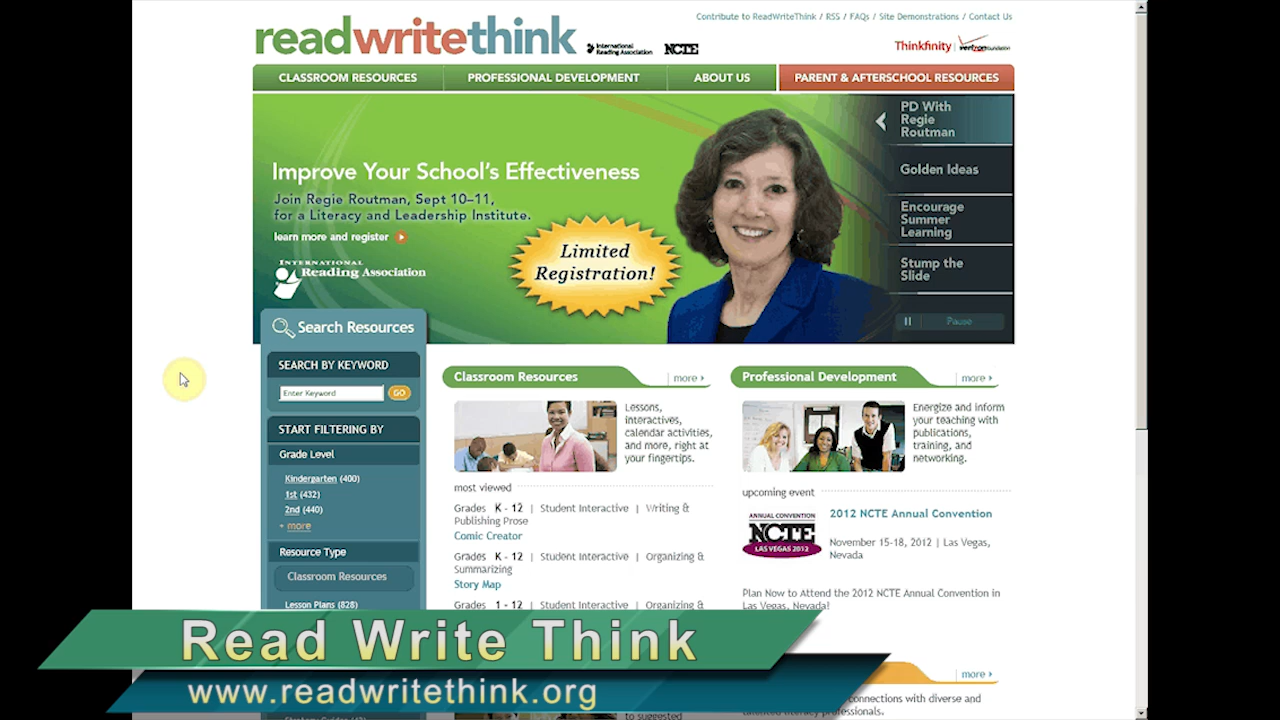 Contribute to ReadWriteThink / RSS / FAQs / Site Demonstrations / Contact Us
readwritethink
International Reading Association
NCTE
Thinkfinity
verizonfoundation
CLASSROOM RESOURCES
PROFESSIONAL DEVELOPMENT
ABOUT US
PARENT & AFTERSCHOOL RESOURCES
Improve Your School's Effectiveness
Join Regie Routman, Sept 10–11,
for a Literacy and Leadership Institute.
learn more and register
INTERNATIONAL
Reading Association
Limited
Registration!
PD With
Regie
Routman
Golden Ideas
Encourage
Summer
Learning
Stump the
Slide
Pause
Search Resources
SEARCH BY KEYWORD
Enter Keyword
GO
START FILTERING BY
Grade Level
Kindergarten (400)
1st (432)
2nd (440)
+ more
Resource Type
Classroom Resources
Lesson Plans (828)
Classroom Resources
more
Lessons,
interactives,
calendar activities,
and more, right at
your fingertips.
most viewed
Grades K - 12 | Student Interactive | Writing &
Publishing Prose
Comic Creator
Grades K - 12 | Student Interactive | Organizing &
Summarizing
Story Map
Grades 1 - 12 | Student Interactive | Organizing &
Professional Development
more
Energize and inform
your teaching with
publications,
training, and
networking.
upcoming event
ANNUAL CONVENTION
NCTE
LAS VEGAS 2012
2012 NCTE Annual Convention
November 15-18, 2012 | Las Vegas,
Nevada
Plan Now to Attend the 2012 NCTE Annual Convention in
Las Vegas, Nevada!
more
connections with diverse and
talented literacy professionals.
to suggested
Read Write Think
www.readwritethink.org